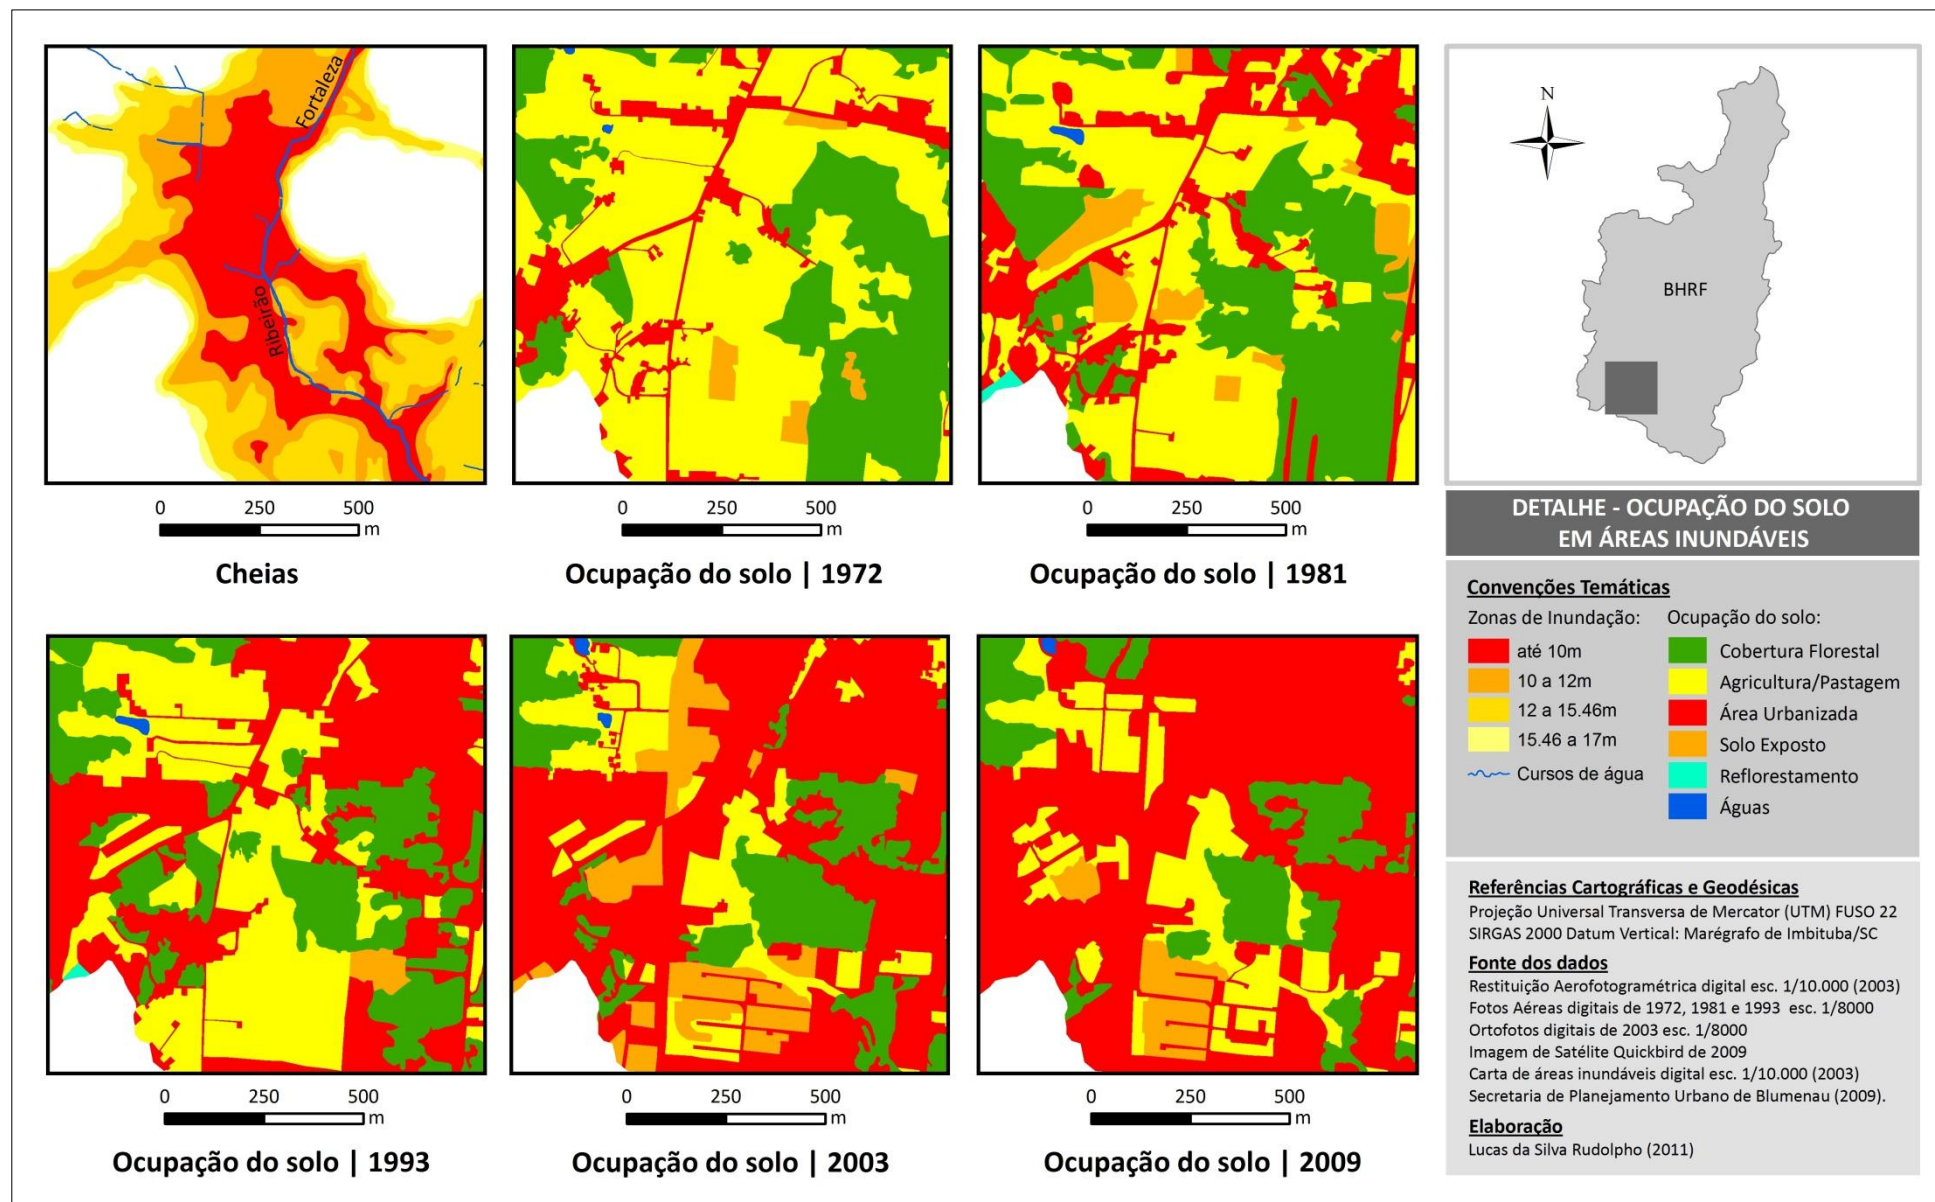 Fortaleza
Ribeirão
0 250 500
m
Cheias
0 250 500
m
Ocupação do solo | 1972
0 250 500
m
Ocupação do solo | 1981
N
BHRF
DETALHE - OCUPAÇÃO DO SOLO
EM ÁREAS INUNDÁVEIS
Convenções Temáticas
Zonas de Inundação:
até 10m
10 a 12m
12 a 15.46m
15.46 a 17m
Cursos de água
Ocupação do solo:
Cobertura Florestal
Agricultura/Pastagem
Área Urbanizada
Solo Exposto
Reflorestamento
Águas
Referências Cartográficas e Geodésicas
Projeção Universal Transversa de Mercator (UTM) FUSO 22
SIRGAS 2000 Datum Vertical: Marégrafo de Imbituba/SC
Fonte dos dados
Restituição Aerofotogramétrica digital esc. 1/10.000 (2003)
Fotos Aéreas digitais de 1972, 1981 e 1993 esc. 1/8000
Ortofotos digitais de 2003 esc. 1/8000
Imagem de Satélite Quickbird de 2009
Carta de áreas inundáveis digital esc. 1/10.000 (2003)
Secretaria de Planejamento Urbano de Blumenau (2009).
Elaboração
Lucas da Silva Rudolpho (2011)
0 250 500
m
Ocupação do solo | 1993
0 250 500
m
Ocupação do solo | 2003
0 250 500
m
Ocupação do solo | 2009